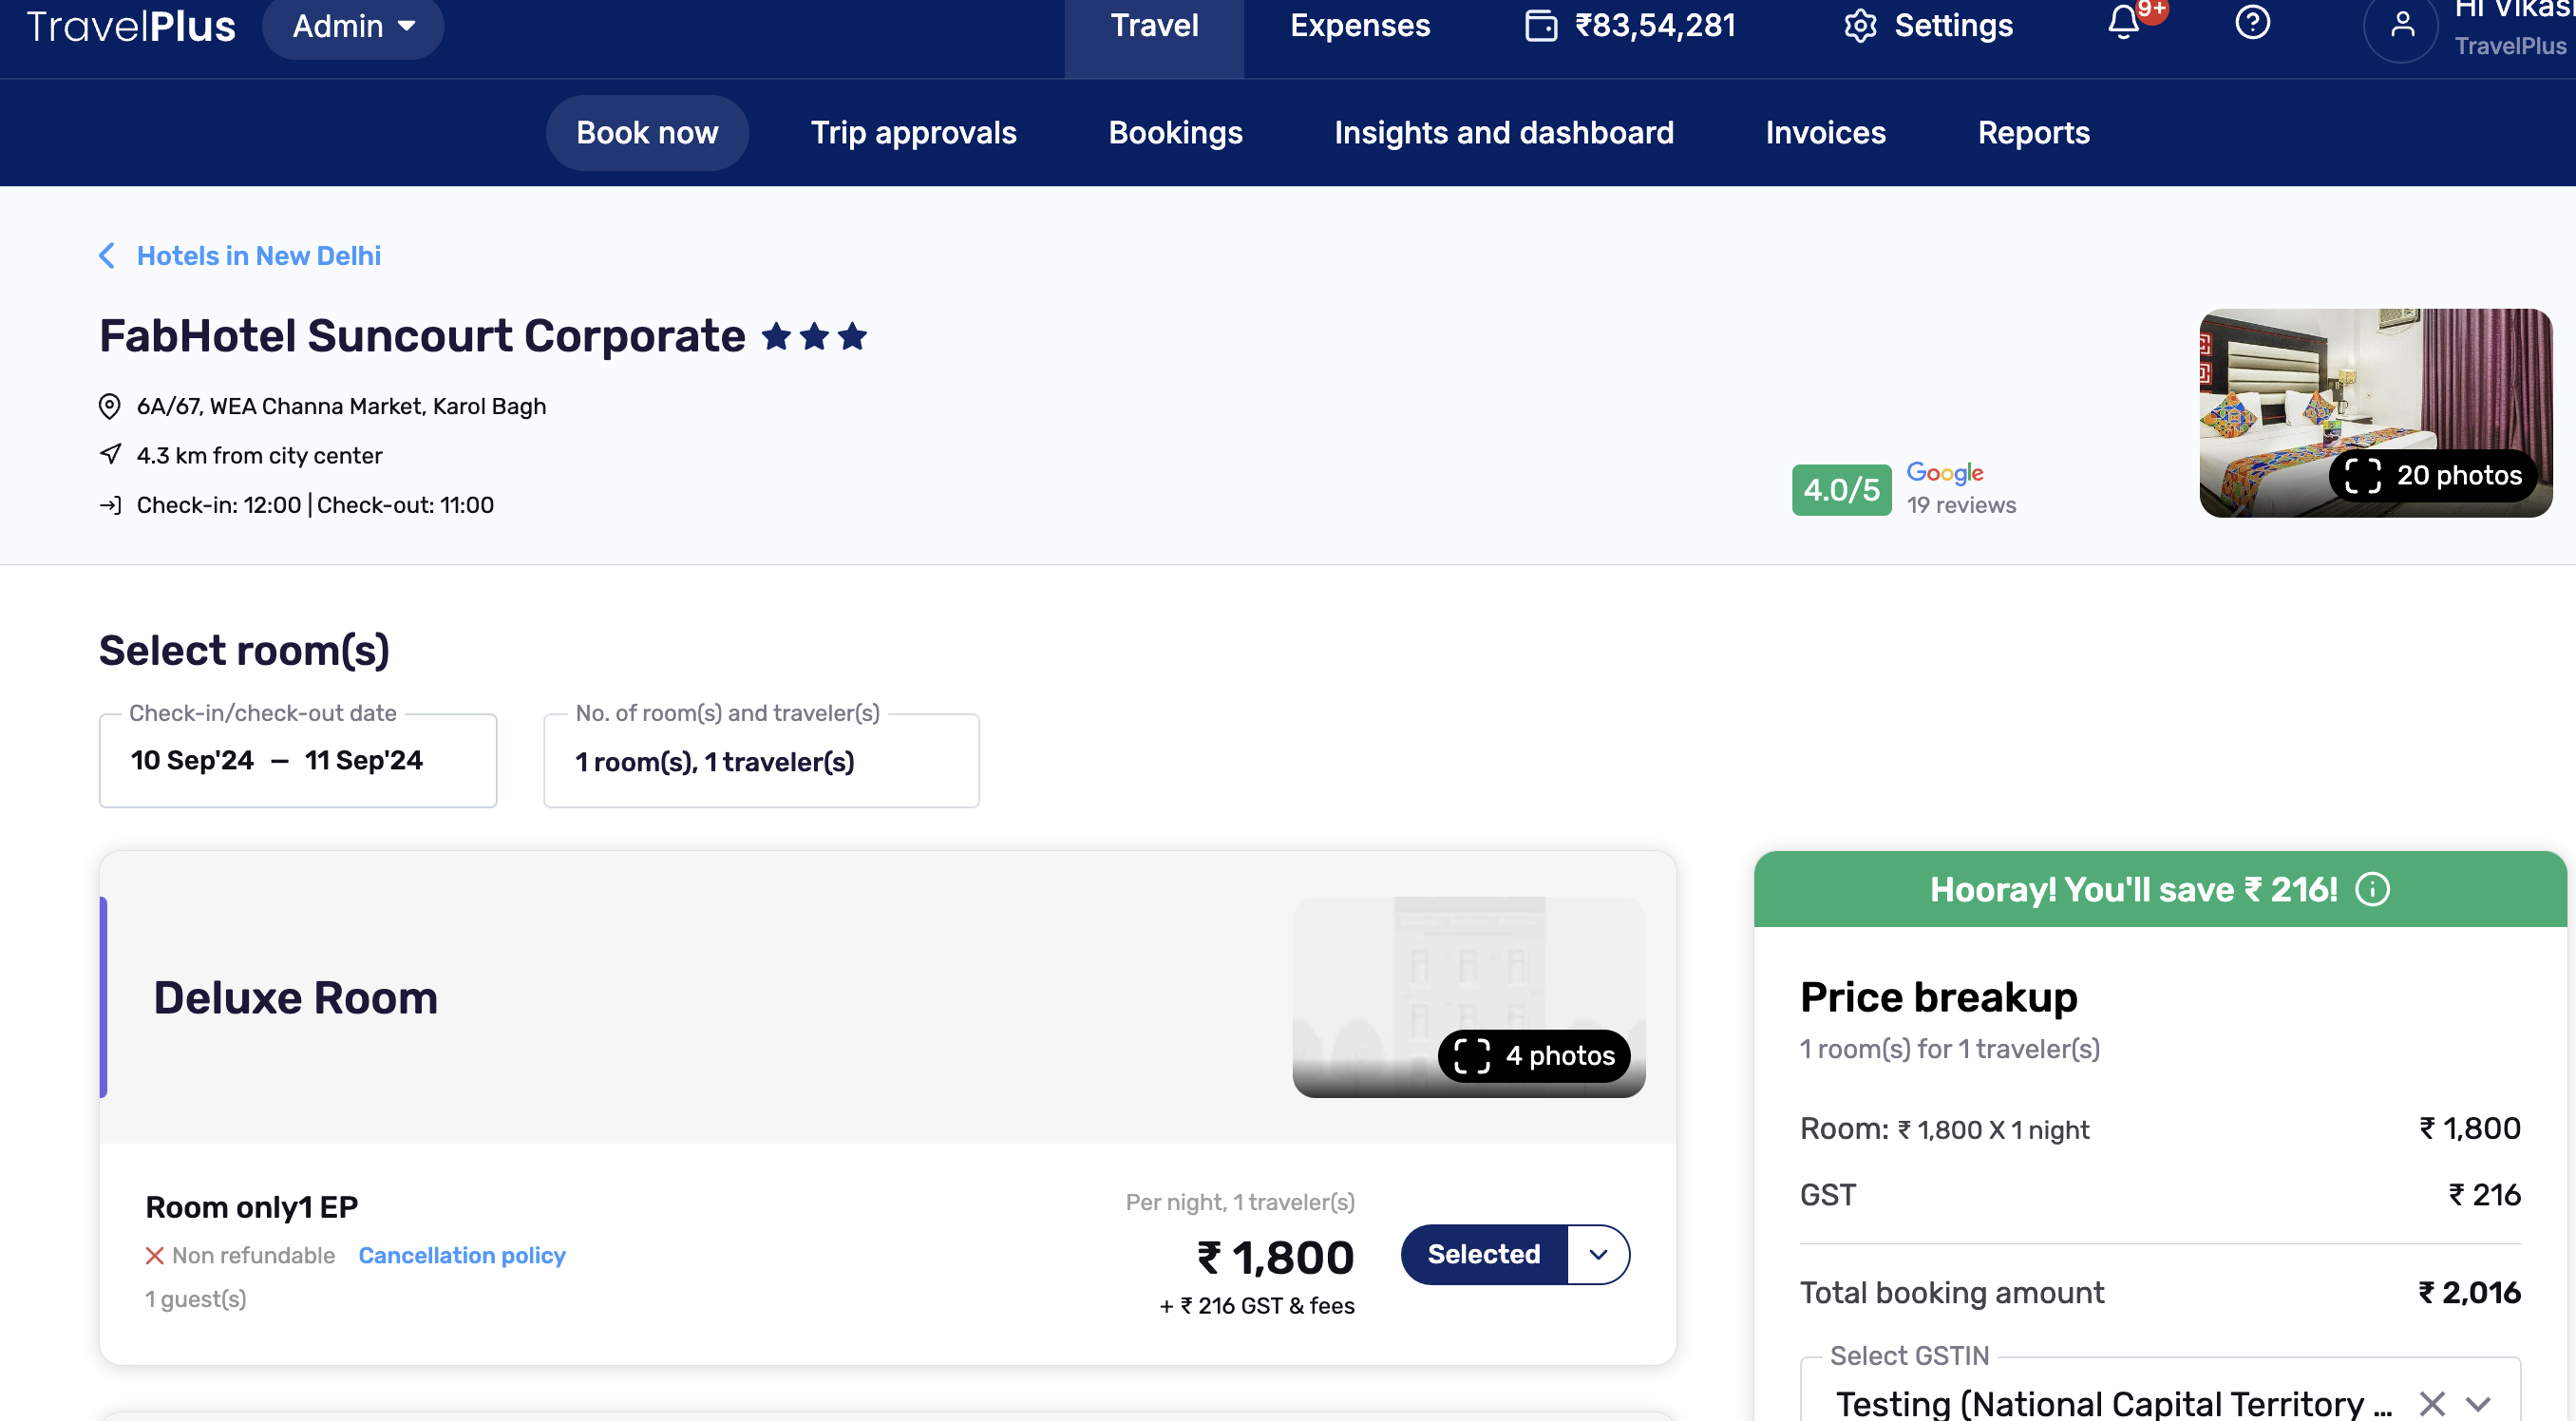 TravelPlus
Admin
Travel
Expenses
₹83,54,281
Settings
9+
Hi Vikas
TravelPlus
Book now
Trip approvals
Bookings
Insights and dashboard
Invoices
Reports
Hotels in New Delhi
FabHotel Suncourt Corporate
6A/67, WEA Channa Market, Karol Bagh
4.3 km from city center
Check-in: 12:00 | Check-out: 11:00
4.0/5
Google
19 reviews
20 photos
Select room(s)
Check-in/check-out date
10 Sep'24 – 11 Sep'24
No. of room(s) and traveler(s)
1 room(s), 1 traveler(s)
Deluxe Room
4 photos
Room only1 EP
Non refundable Cancellation policy
1 guest(s)
Per night, 1 traveler(s)
₹ 1,800
+ ₹ 216 GST & fees
Selected
Hooray! You'll save ₹ 216!
Price breakup
1 room(s) for 1 traveler(s)
Room: ₹ 1,800 X 1 night ₹ 1,800
GST ₹ 216
Total booking amount ₹ 2,016
Select GSTIN
Testing (National Capital Territory ...